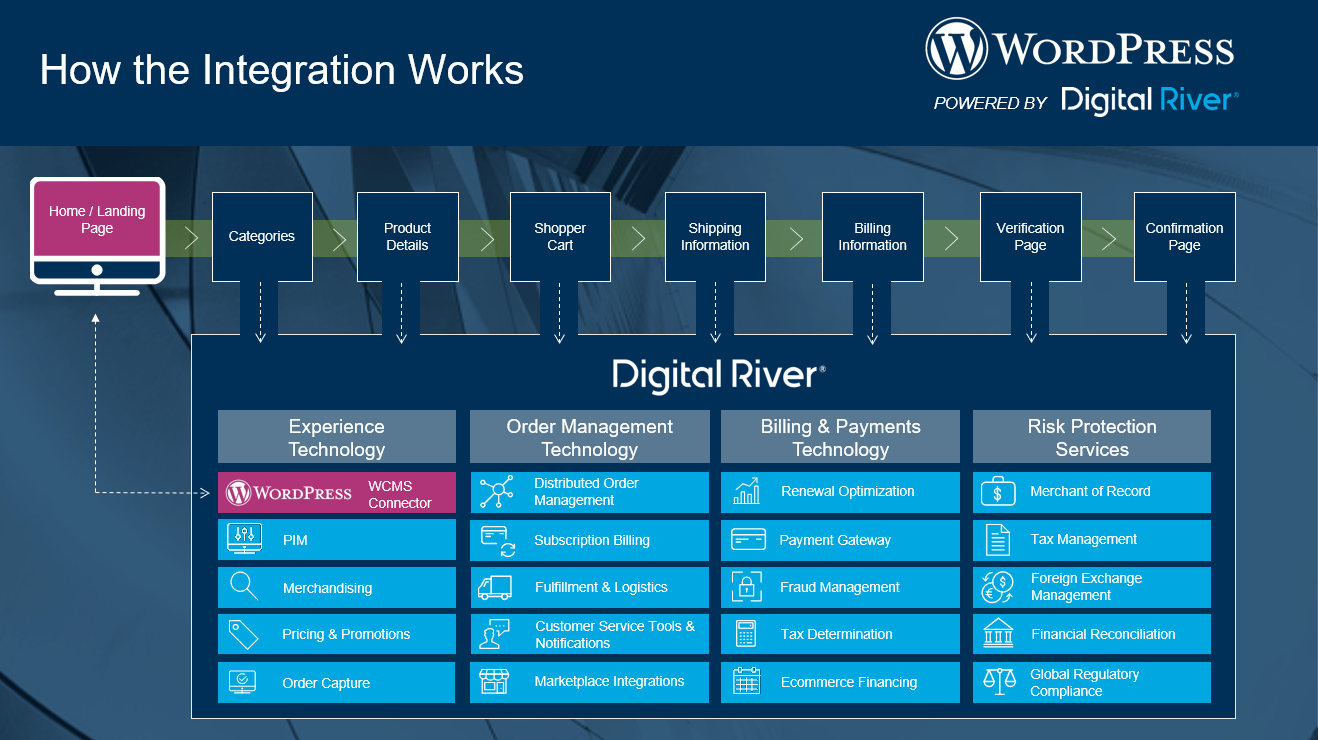 How the Integration Works
WORDPRESS
POWERED BY Digital River®
Home / Landing
Page
Categories
Product
Details
Shopper
Cart
Shipping
Information
Billing
Information
Verification
Page
Confirmation
Page
Digital River®
Experience
Technology
WORDPRESS WCMS
Connector
PIM
Merchandising
Pricing & Promotions
Order Capture
Order Management
Technology
Distributed Order
Management
Subscription Billing
Fulfillment & Logistics
Customer Service Tools &
Notifications
Marketplace Integrations
Billing & Payments
Technology
Renewal Optimization
Payment Gateway
Fraud Management
Tax Determination
Ecommerce Financing
Risk Protection
Services
Merchant of Record
Tax Management
Foreign Exchange
Management
Financial Reconciliation
Global Regulatory
Compliance